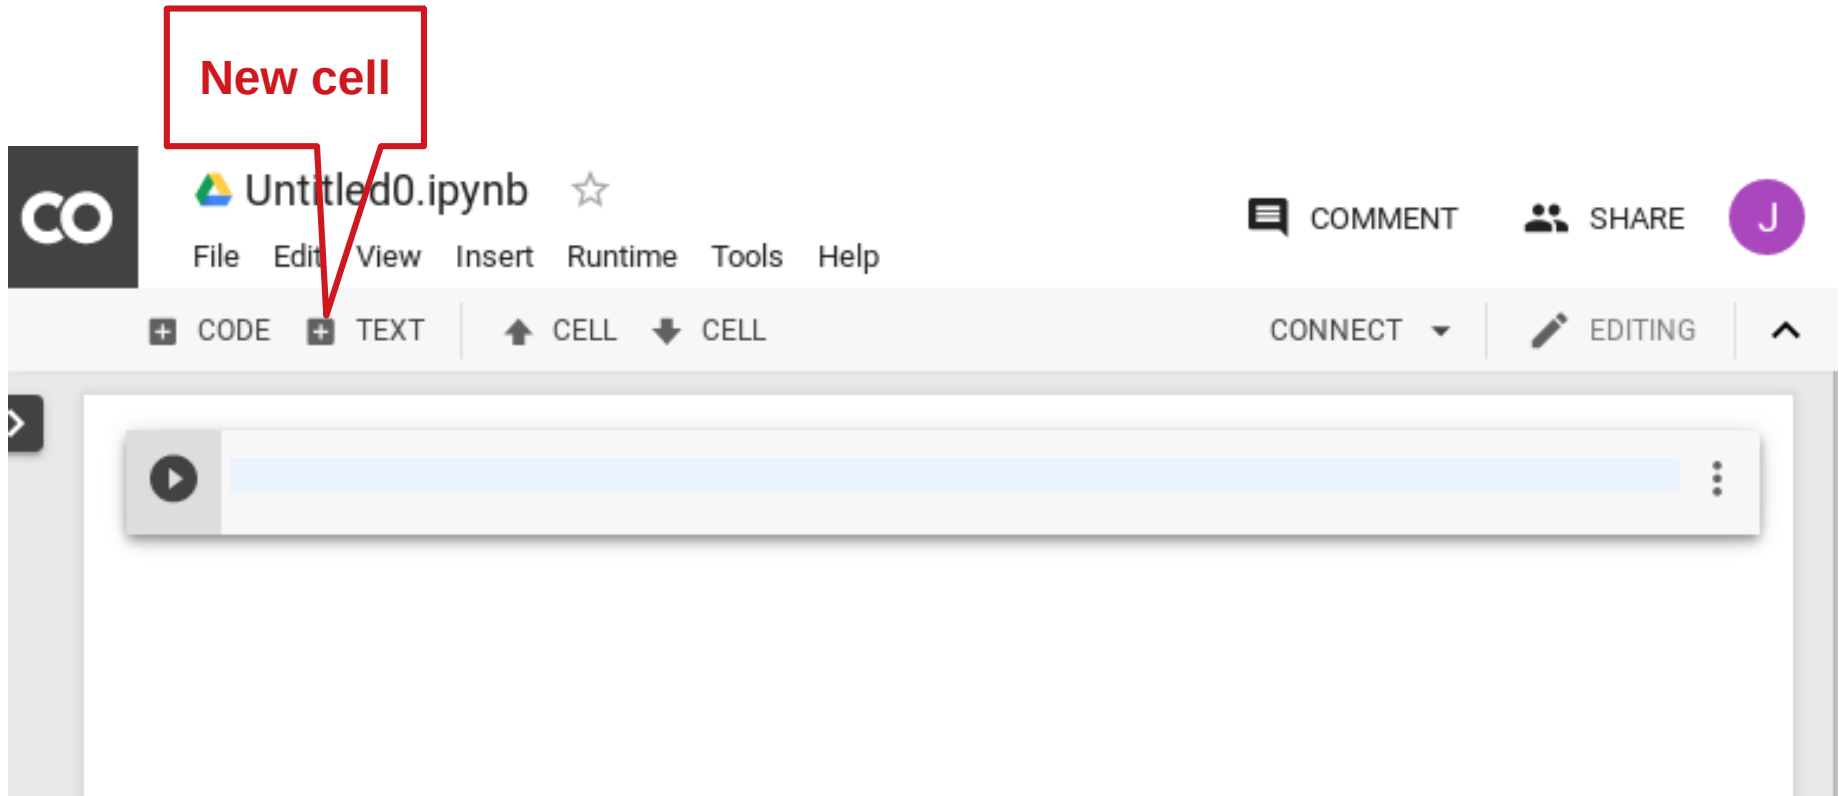 New cell
CO
Untitled0.ipynb
COMMENT SHARE J
File Edit View Insert Runtime Tools Help
CODE TEXT CELL CELL CONNECT EDITING